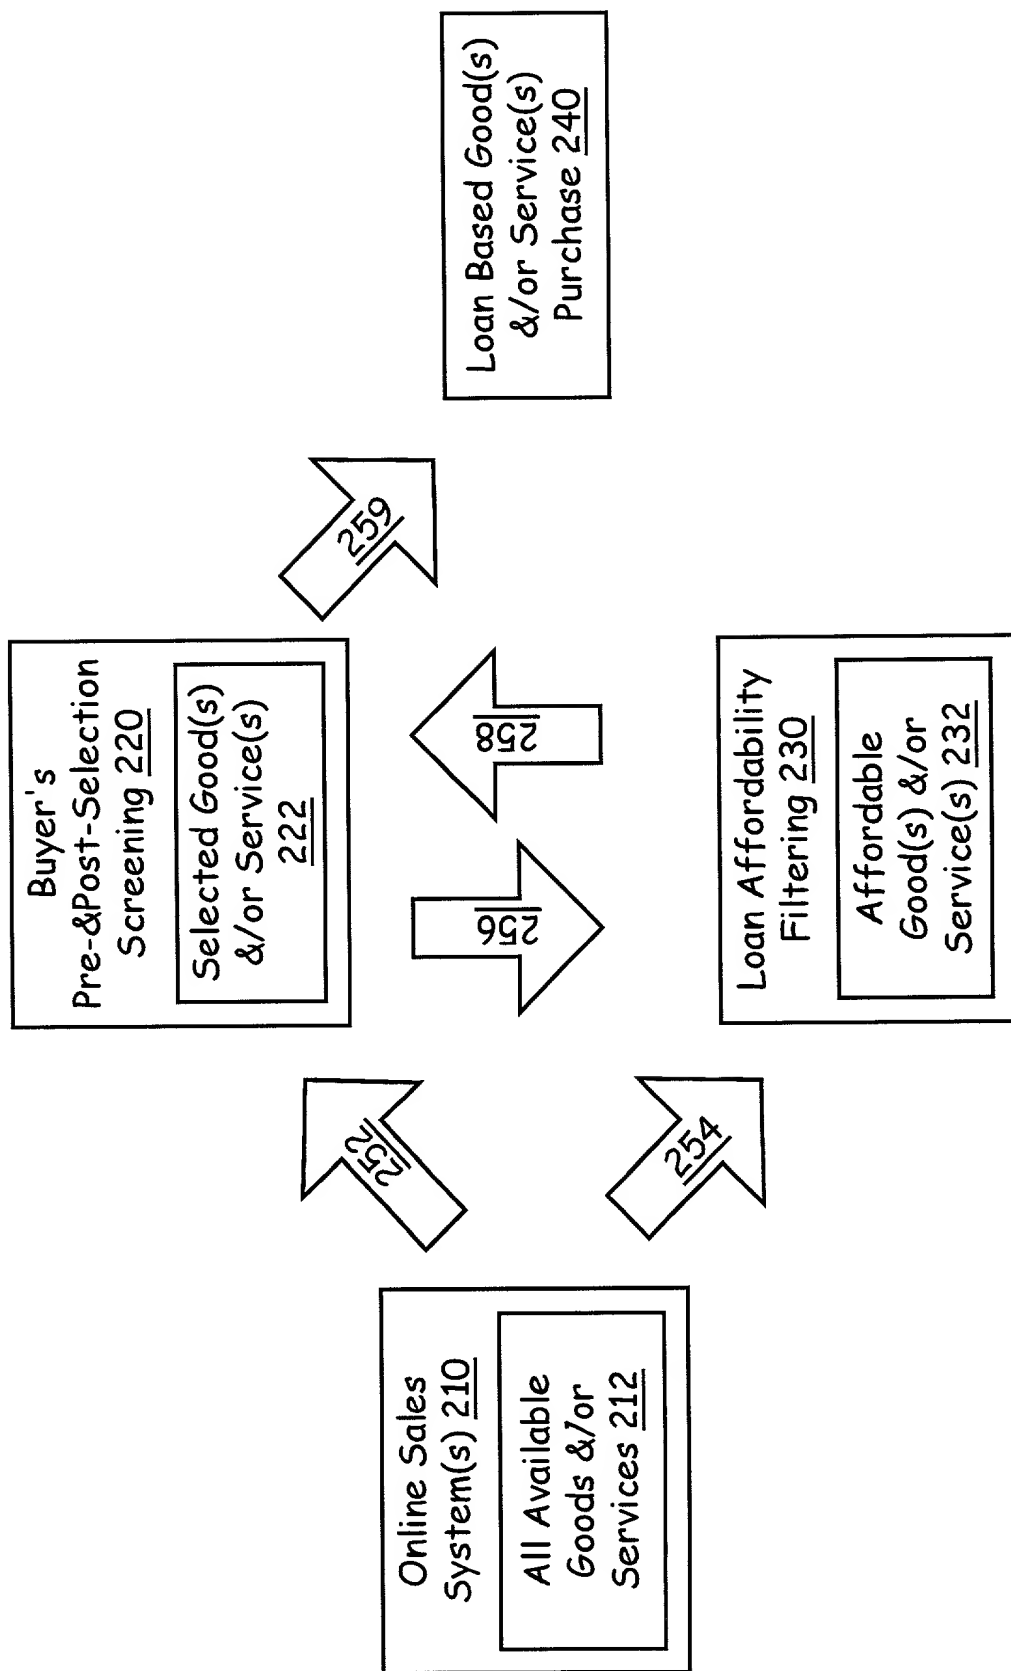 Online Sales
System(s) 210
All Available
Goods &/or
Services 212
252
254
Buyer's
Pre-&Post-Selection
Screening 220
Selected Good(s)
&/or Service(s)
222
256
258
Loan Affordability
Filtering 230
Affordable
Good(s) &/or
Service(s) 232
259
Loan Based Good(s)
&/or Service(s)
Purchase 240